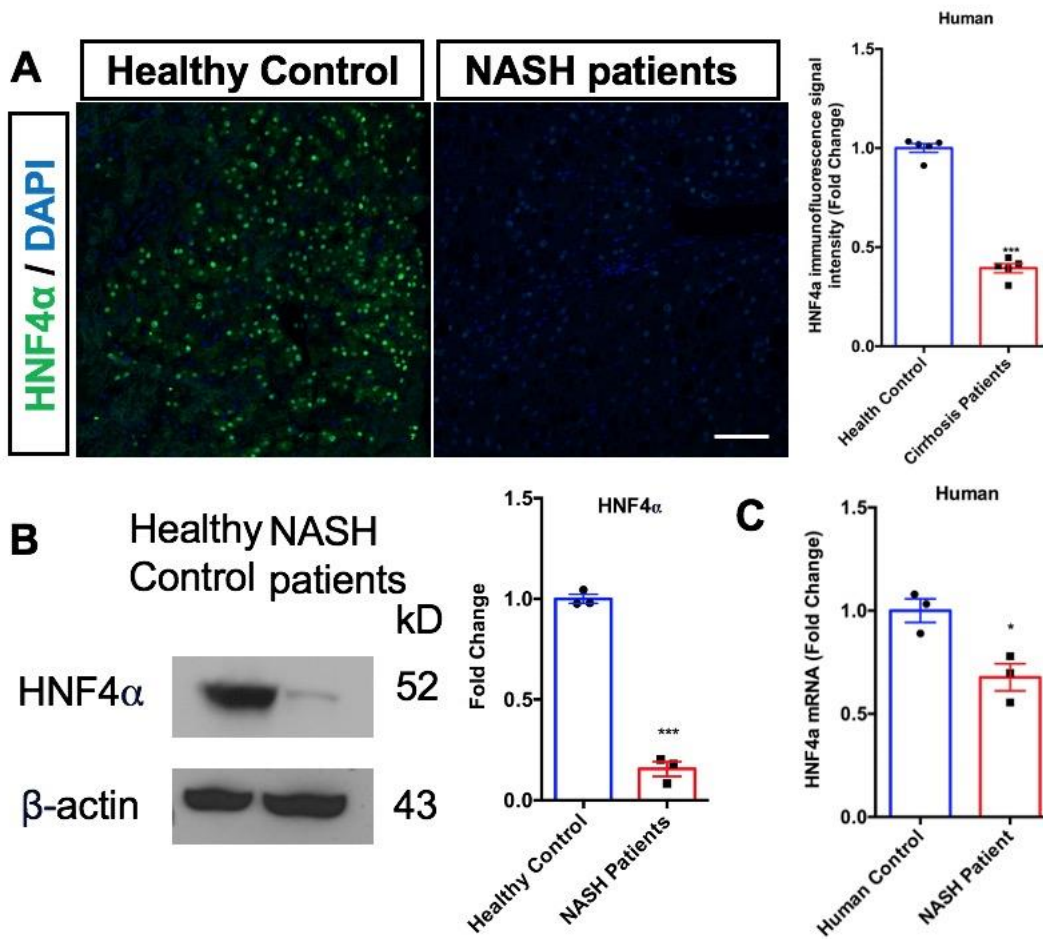 A
Healthy Control
NASH patients
HNF4α / DAPI
Human
HNF4a immunofluorescence signal
intensity (Fold Change)
1.5
1.0
0.5
0.0
***
Health Control
Cirrhosis Patients
B
Healthy NASH
Control patients
kD
HNF4α
52
β-actin
43
HNF4α
Fold Change
1.5
1.0
0.5
0.0
***
Healthy Control
NASH Patients
C
Human
HNF4a mRNA (Fold Change)
1.5
1.0
0.5
0.0
*
Human Control
NASH Patient